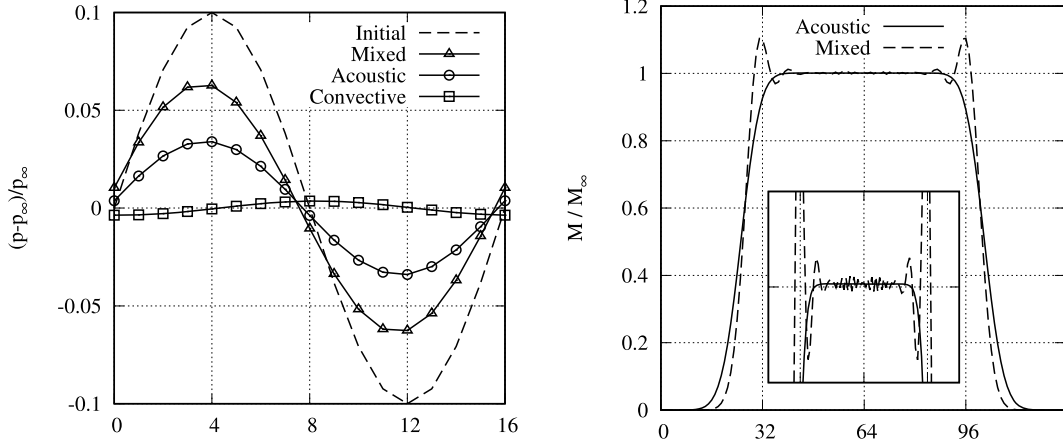 0.1
0.05
0
-0.05
-0.1
(p-p∞)/p∞
Initial
Mixed
Acoustic
Convective
0 4 8 12 16
1.2
1
0.8
0.6
0.4
0.2
0
M / M∞
Acoustic
Mixed
0 32 64 96